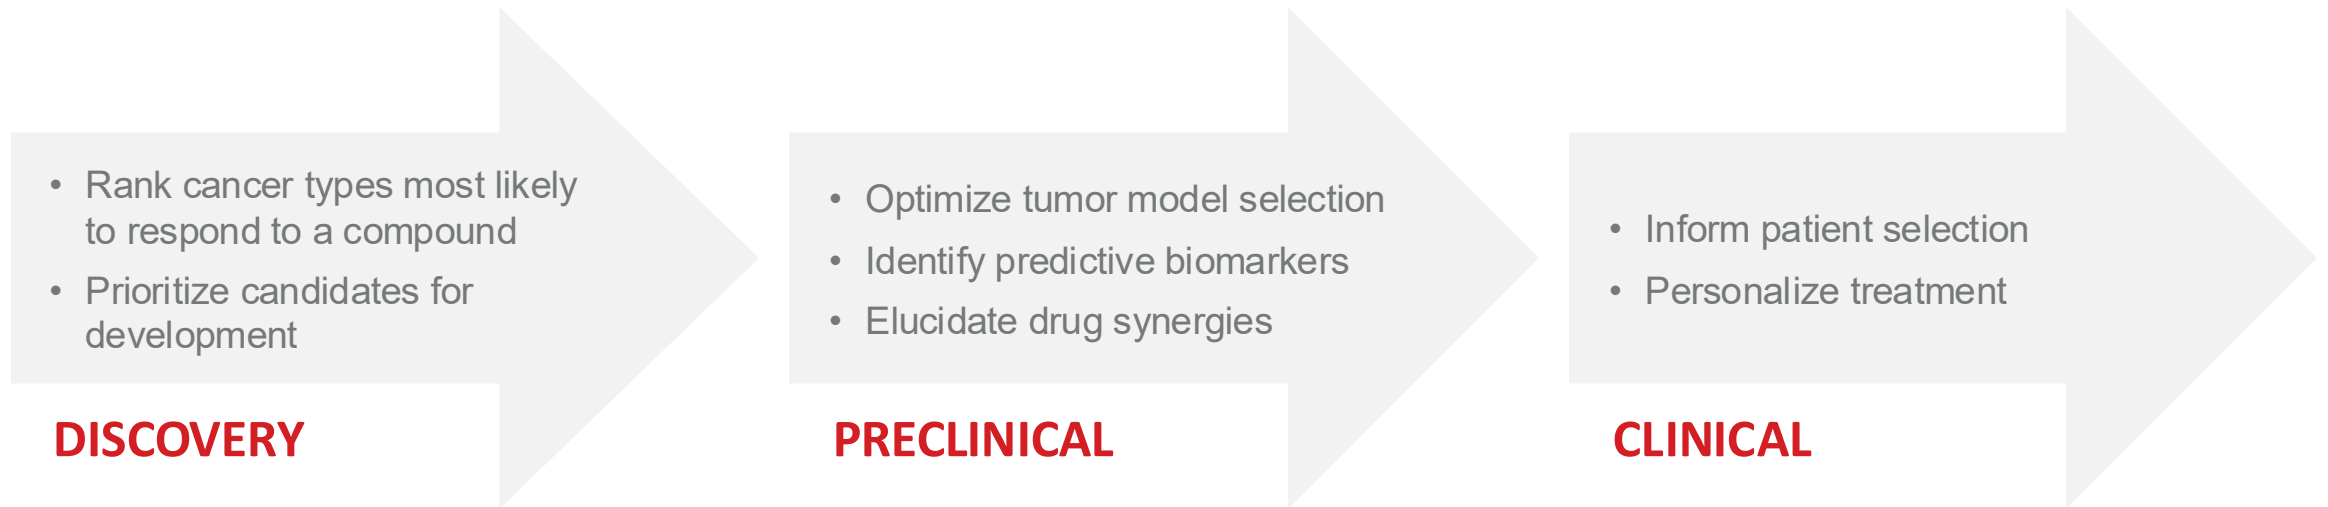 • Rank cancer types most likely
to respond to a compound
• Prioritize candidates for
development
DISCOVERY
• Optimize tumor model selection
• Identify predictive biomarkers
• Elucidate drug synergies
PRECLINICAL
• Inform patient selection
• Personalize treatment
CLINICAL